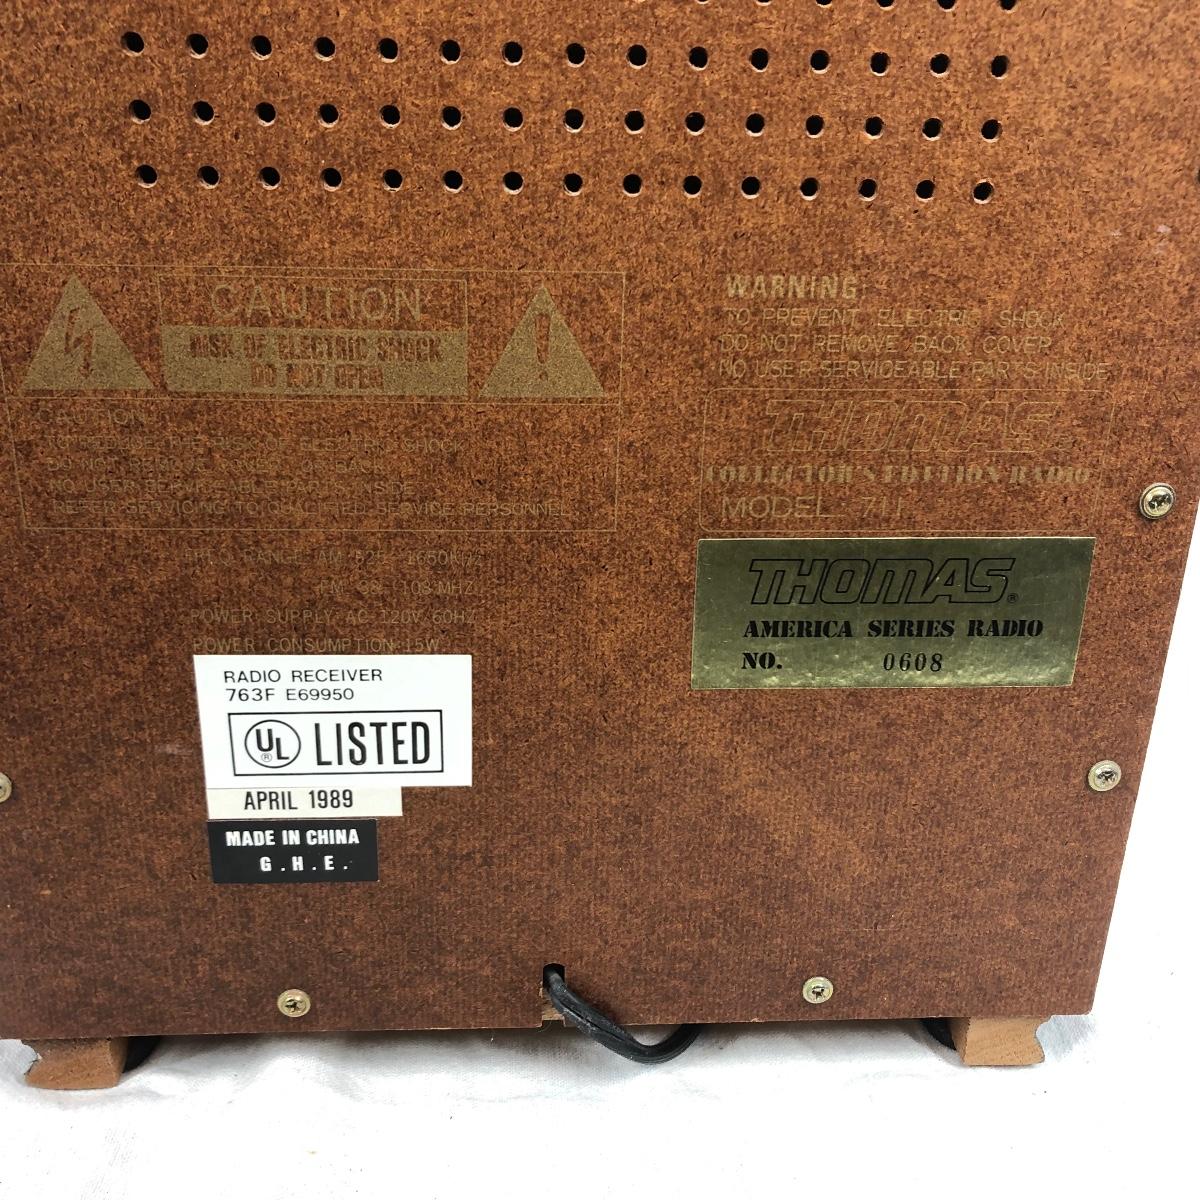 CAUTION
RISK OF ELECTRIC SHOCK
DO NOT OPEN
CAUTION:
TO REDUCE THE RISK OF ELECTRIC SHOCK
DO NOT REMOVE COVER OR BACK
NO USER SERVICEABLE PARTS INSIDE
REFER SERVICING TO QUALIFIED SERVICE PERSONNEL.
WARNING:
TO PREVENT ELECTRIC SHOCK
DO NOT REMOVE BACK COVER
NO USER-SERVICEABLE PARTS INSIDE
THOMAS
COLLECTOR'S EDITION RADIO
MODEL:
FREQ. RANGE AM 525-1650KHZ
FM 88-108MHZ
POWER SUPPLY AC 120V/60HZ
POWER CONSUMPTION 15W
THOMAS®
AMERICA SERIES RADIO
NO. 0608
RADIO RECEIVER
763F E69950
UL® LISTED
APRIL 1989
MADE IN CHINA
G.H.E.